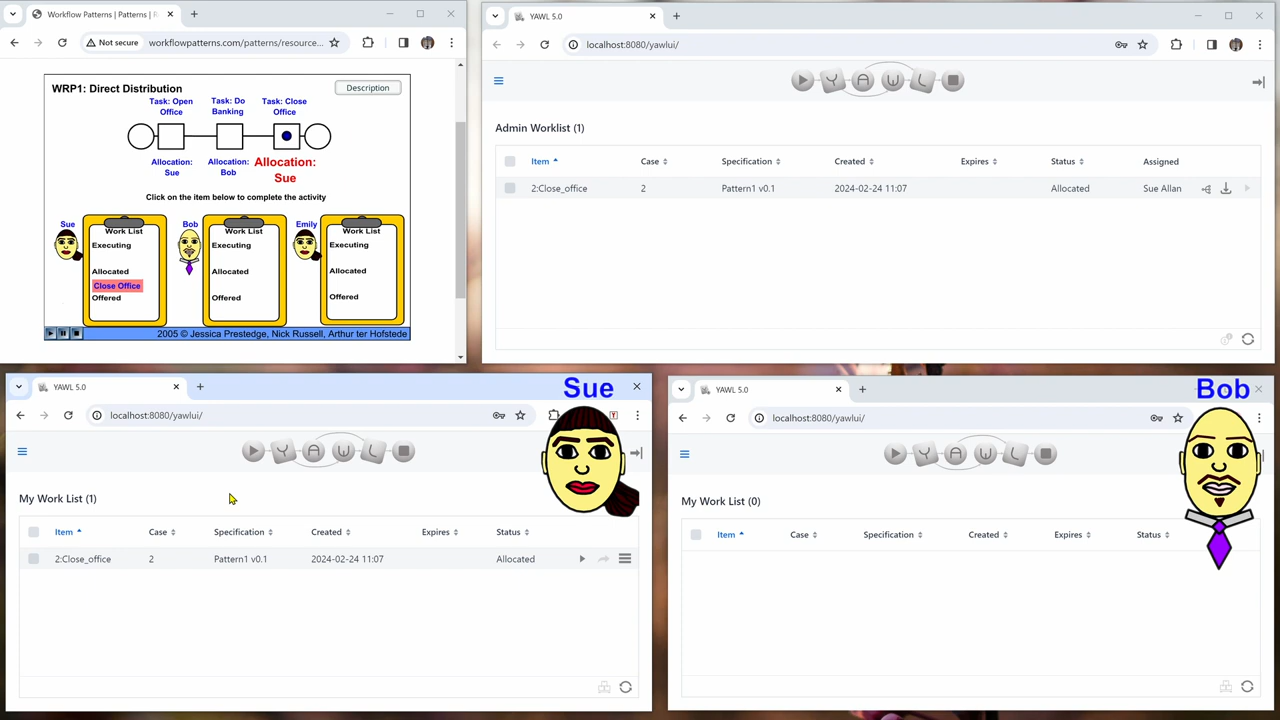 Workflow Patterns | Patterns | R
Not secure
workflowpatterns.com/patterns/resource...
WRP1: Direct Distribution
Description
Task: Open Office
Task: Do Banking
Task: Close Office
Allocation: Sue
Allocation: Bob
Allocation: Sue
Click on the item below to complete the activity
Sue
Work List
Executing
Allocated
Close Office
Offered
Bob
Work List
Executing
Allocated
Offered
Emily
Work List
Executing
Allocated
Offered
2005 © Jessica Prestedge, Nick Russell, Arthur ter Hofstede
YAWL 5.0
localhost:8080/yawlui/
Y A W L
Admin Worklist (1)
Item Case Specification Created Expires Status Assigned
2:Close_office 2 Pattern1 v0.1 2024-02-24 11:07 Allocated Sue Allan
YAWL 5.0
Sue
localhost:8080/yawlui/
Y A W L
My Work List (1)
Item Case Specification Created Expires Status
2:Close_office 2 Pattern1 v0.1 2024-02-24 11:07 Allocated
YAWL 5.0
Bob
localhost:8080/yawlui/
Y A W L
My Work List (0)
Item Case Specification Created Expires Status